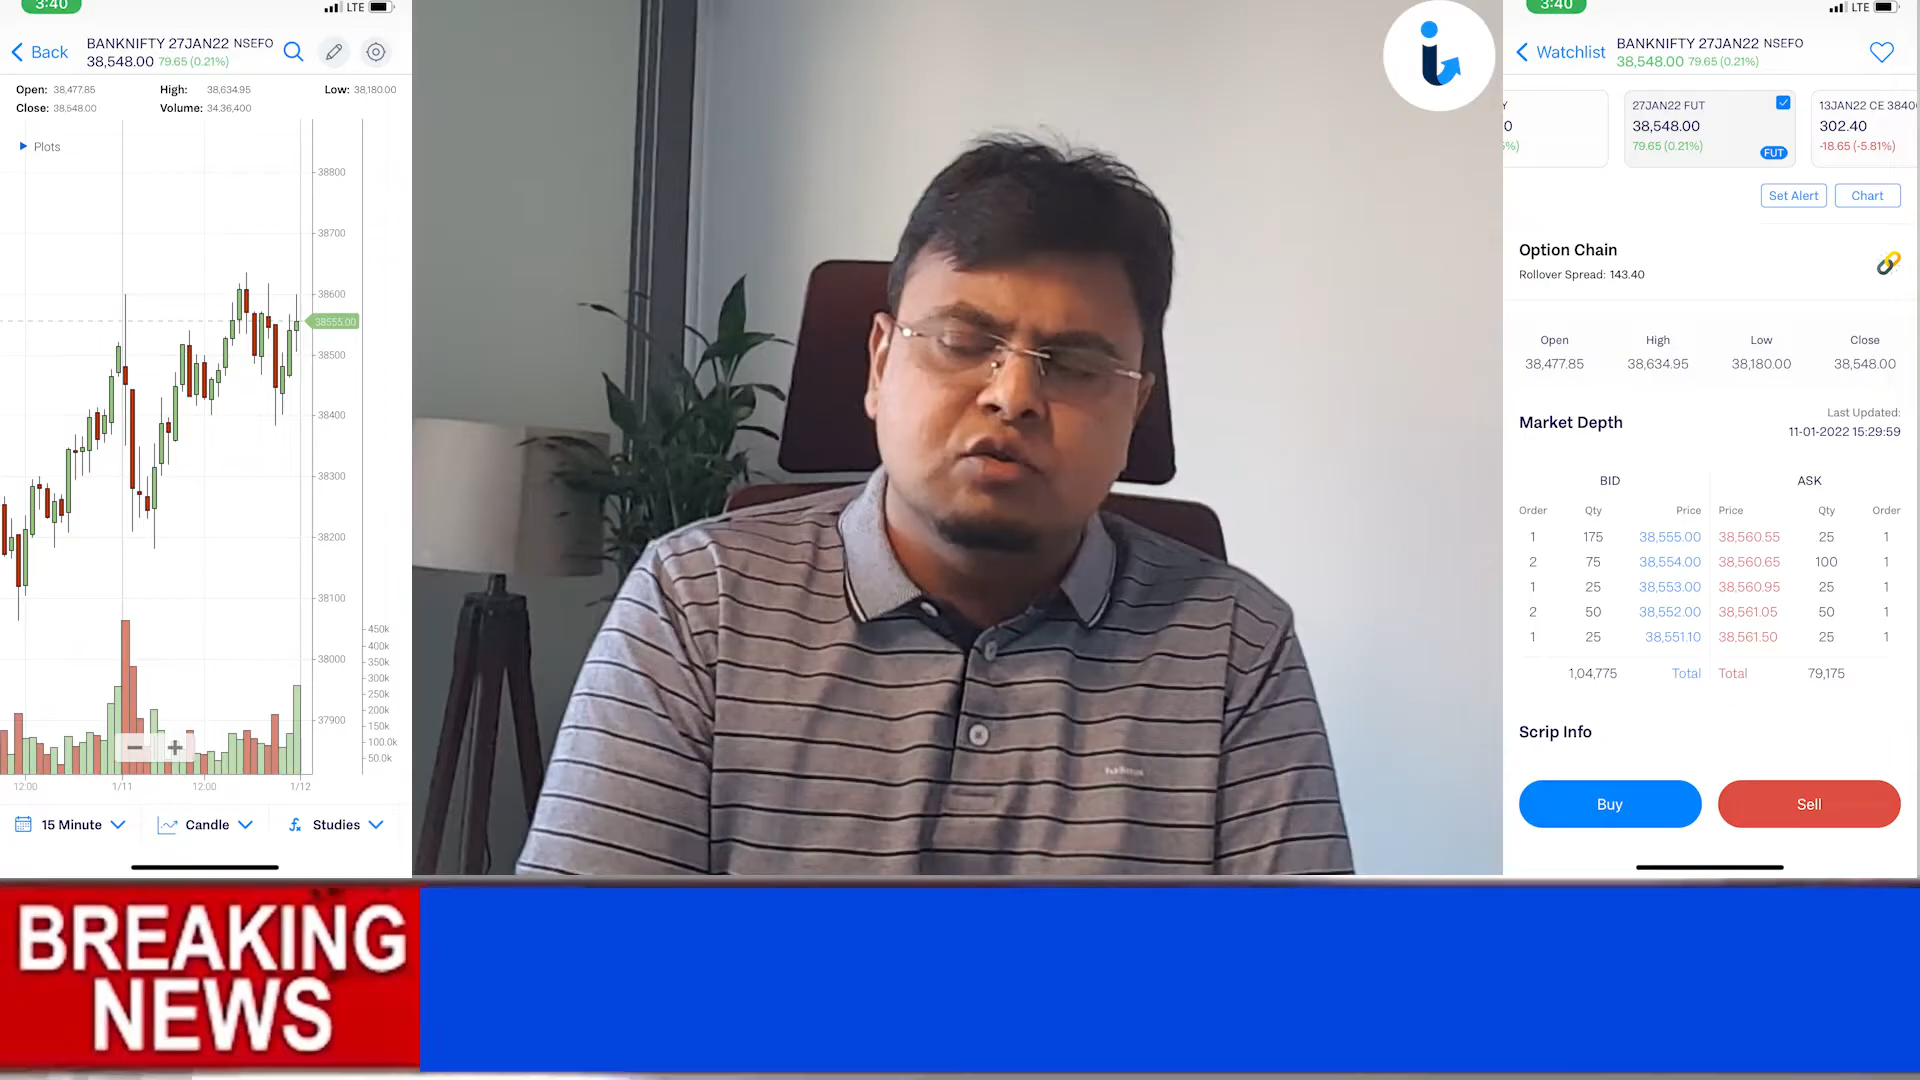 3:40
LTE
Back
BANKNIFTY 27JAN22 NSEFO
38,548.00 79.65 (0.21%)
Open: 38,477.85 High: 38,634.95 Low: 38,180.00
Close: 38,548.00 Volume: 34,36,400
Plots
38800
38700
38600
38555.00
38500
38400
38300
38200
38100
38000
37900
450k
400k
350k
300k
250k
200k
150k
100.0k
50.0k
12:00 1/11 12:00 1/12
15 Minute Candle Studies
3:40
LTE
Watchlist
BANKNIFTY 27JAN22 NSEFO
38,548.00 79.65 (0.21%)
27JAN22 FUT
38,548.00
79.65 (0.21%)
FUT
13JAN22 CE 3840
302.40
-18.65 (-5.81%)
Set Alert Chart
Option Chain
Rollover Spread: 143.40
Open High Low Close
38,477.85 38,634.95 38,180.00 38,548.00
Market Depth
Last Updated:
11-01-2022 15:29:59
BID ASK
Order Qty Price Price Qty Order
1 175 38,555.00 38,560.55 25 1
2 75 38,554.00 38,560.65 100 1
1 25 38,553.00 38,560.95 25 1
2 50 38,552.00 38,561.05 50 1
1 25 38,551.10 38,561.50 25 1
1,04,775 Total Total 79,175
Scrip Info
Buy Sell
BREAKING
NEWS